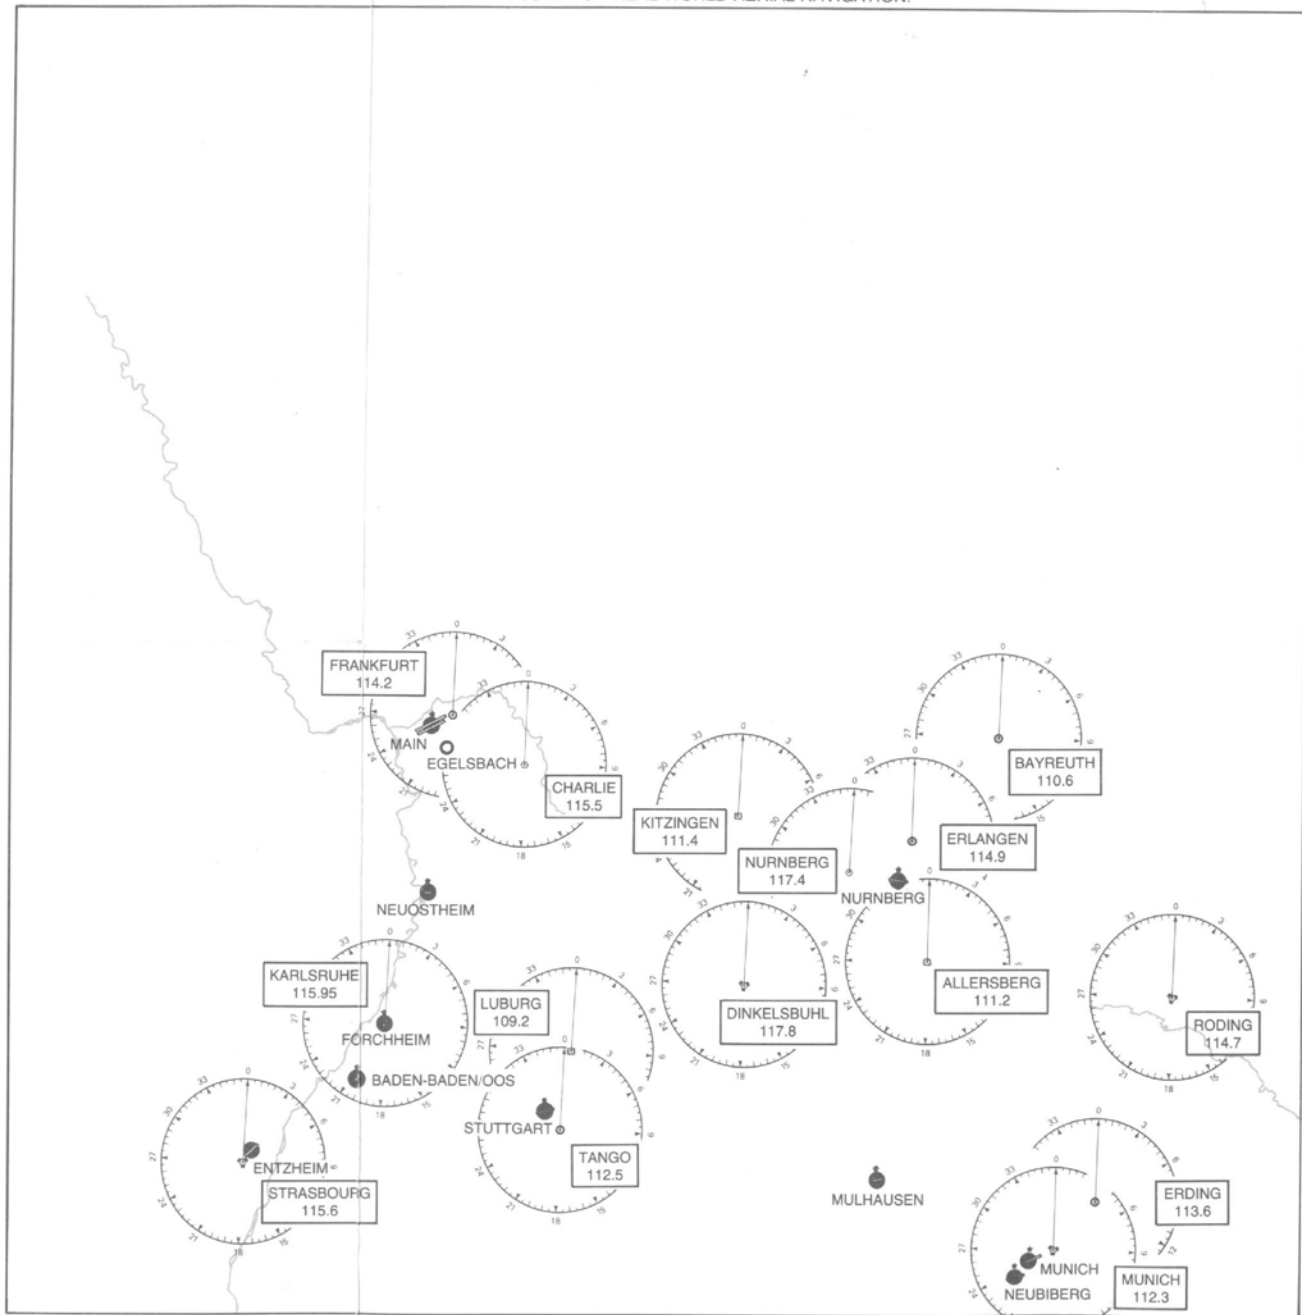 FRANKFURT
114.2
MAIN
EGELSBACH
CHARLIE
115.5
KITZINGEN
111.4
NURNBERG
117.4
ERLANGEN
114.9
BAYREUTH
110.6
NURNBERG
NEUOSTHEIM
KARLSRUHE
115.95
FORCHHEIM
BADEN-BADEN/OOS
LUBURG
109.2
DINKELSBUHL
117.8
ALLERSBERG
111.2
RODING
114.7
STUTTGART
TANGO
112.5
ENTZHEIM
STRASBOURG
115.6
MULHAUSEN
ERDING
113.6
MUNICH
NEUBIBERG
MUNICH
112.3